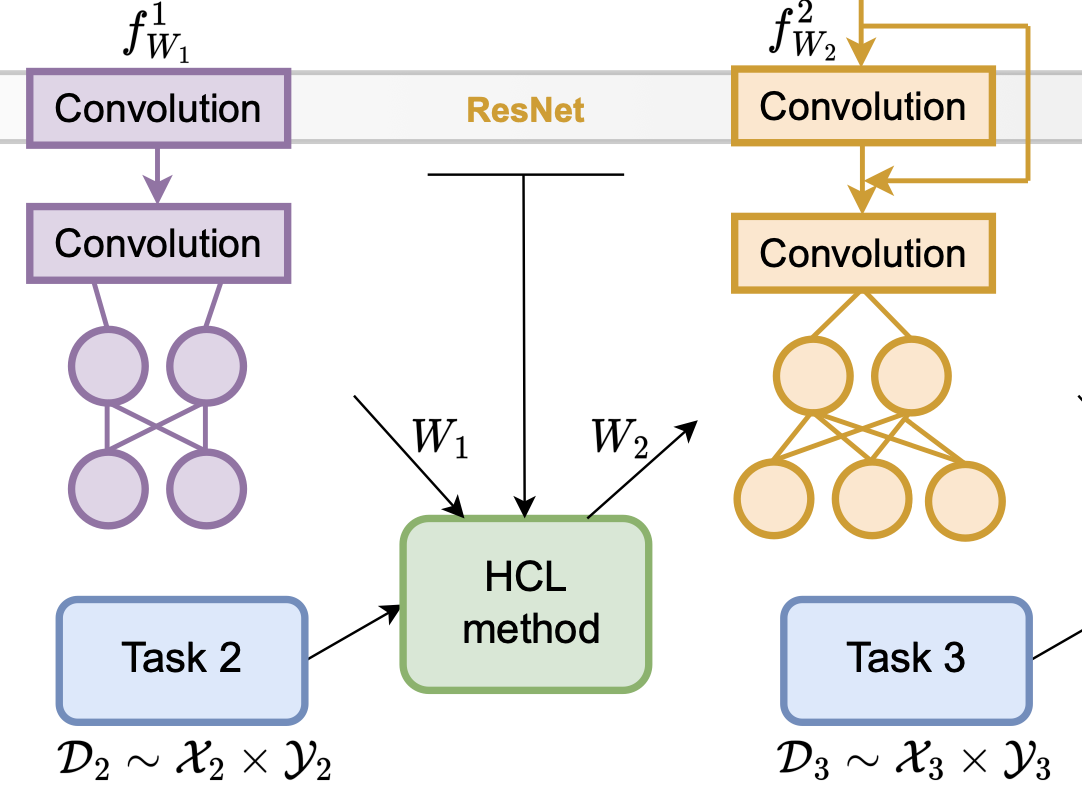 f^1_{W_1}
f^2_{W_2}
Convolution
ResNet
Convolution
Convolution
Convolution
W_1
W_2
HCL
method
Task 2
Task 3
\mathcal{D}_2 \sim \mathcal{X}_2 \times \mathcal{Y}_2
\mathcal{D}_3 \sim \mathcal{X}_3 \times \mathcal{Y}_3